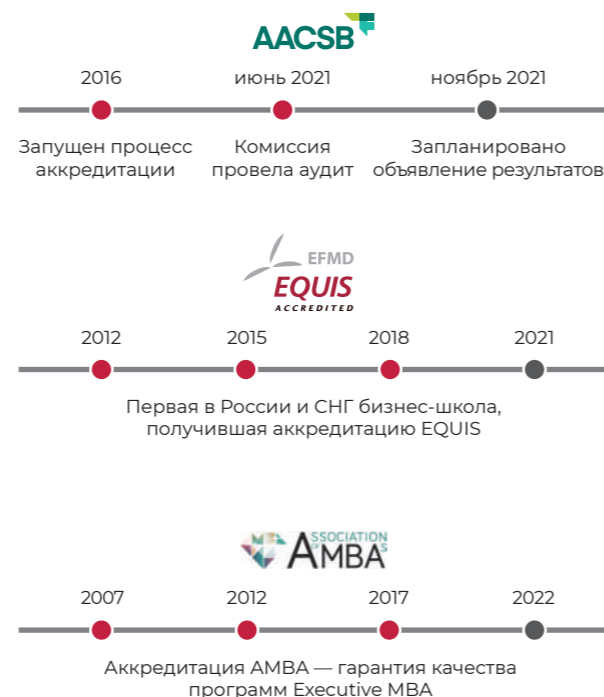 AACSB
2016 июнь 2021 ноябрь 2021
Запущен процесс аккредитации
Комиссия провела аудит
Запланировано объявление результатов
EFMD
EQUIS
ACCREDITED
2012 2015 2018 2021
Первая в России и СНГ бизнес-школа,
получившая аккредитацию EQUIS
ASSOCIATION
OF
AMBAS
2007 2012 2017 2022
Аккредитация AMBA — гарантия качества
программ Executive MBA